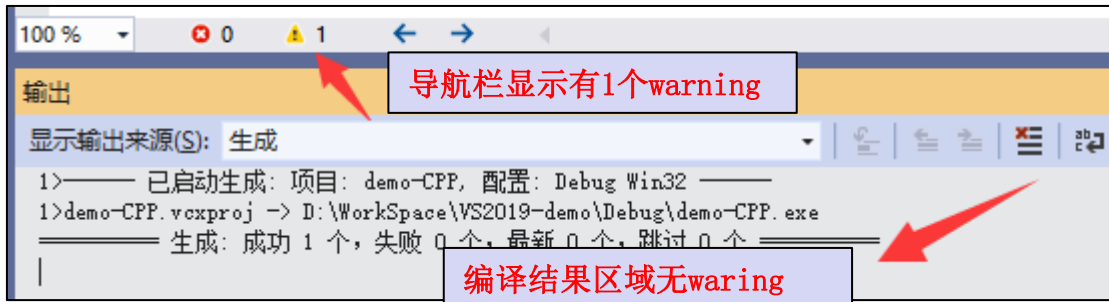 100 %
0
1
导航栏显示有1个warning
输出
显示输出来源(S): 生成
1>—— 已启动生成: 项目: demo-CPP, 配置: Debug Win32 ——
1>demo-CPP.vcxproj -> D:\WorkSpace\VS2019-demo\Debug\demo-CPP.exe
========== 生成: 成功 1 个，失败 0 个，最新 0 个，跳过 0 个 ==========
编译结果区域无waring